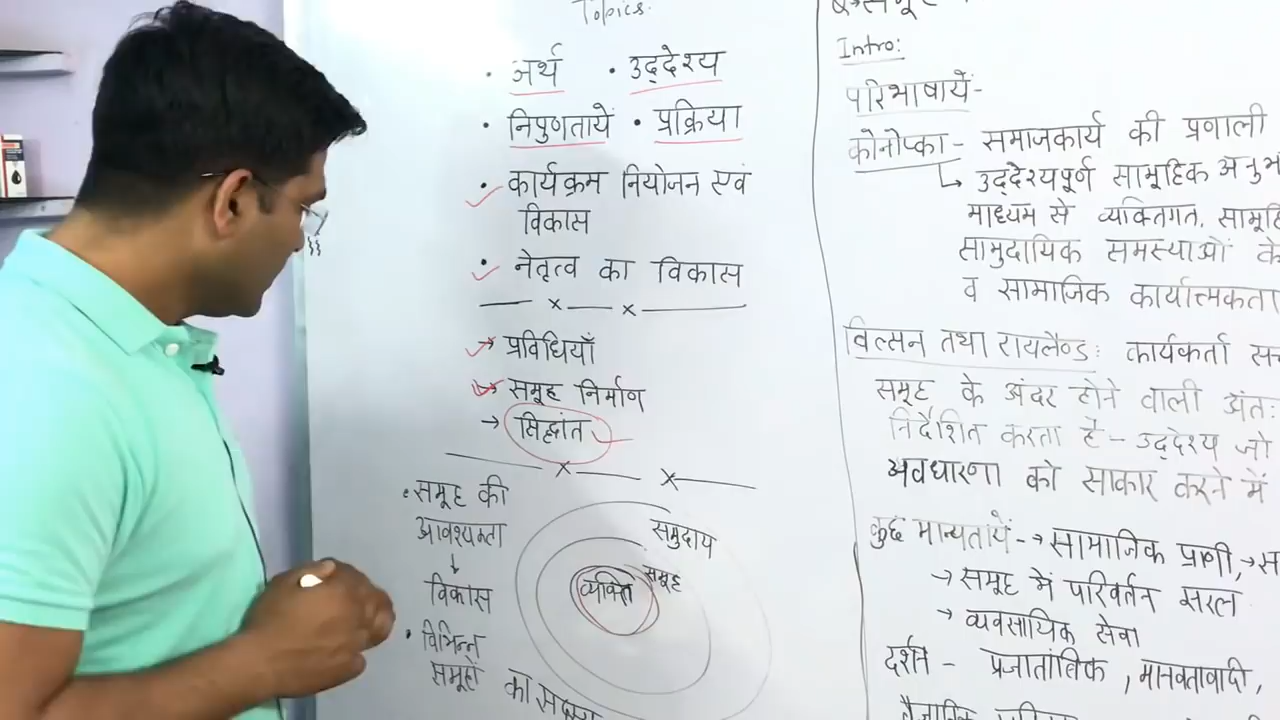 Topics.
• अर्थ • उद्देश्य
• निपुणतायें • प्रक्रिया
• कार्यक्रम नियोजन एवं
विकास
• नेतृत्व का विकास
→ प्रविधियाँ
→ समूह निर्माण
→ सिद्धांत
• समूह की
आवश्यकता
↓
विकास
• विभिन्न
समूहों का सदस्य
समुदाय
समूह
व्यक्ति
Intro:
परिभाषायें-
कोनोप्का - समाजकार्य की प्रणाली
↳ उद्देश्यपूर्ण सामूहिक
माध्यम से व्यक्तिगत,
सामुदायिक समस्याओं के
व सामाजिक कार्यात्मकता
विल्सन तथा रायलैण्ड: कार्यकर्ता
समूह के अंदर होने वाली अंतः
निर्देशित करता है - उद्देश्य जो
अवधारणा को साकार करने में
कुछ मान्यतायें- → सामाजिक प्राणी, →
→ समूह में परिवर्तन सरल
→ व्यवसायिक सेवा
दर्शन - प्रजातांत्रिक, मानवतावादी,